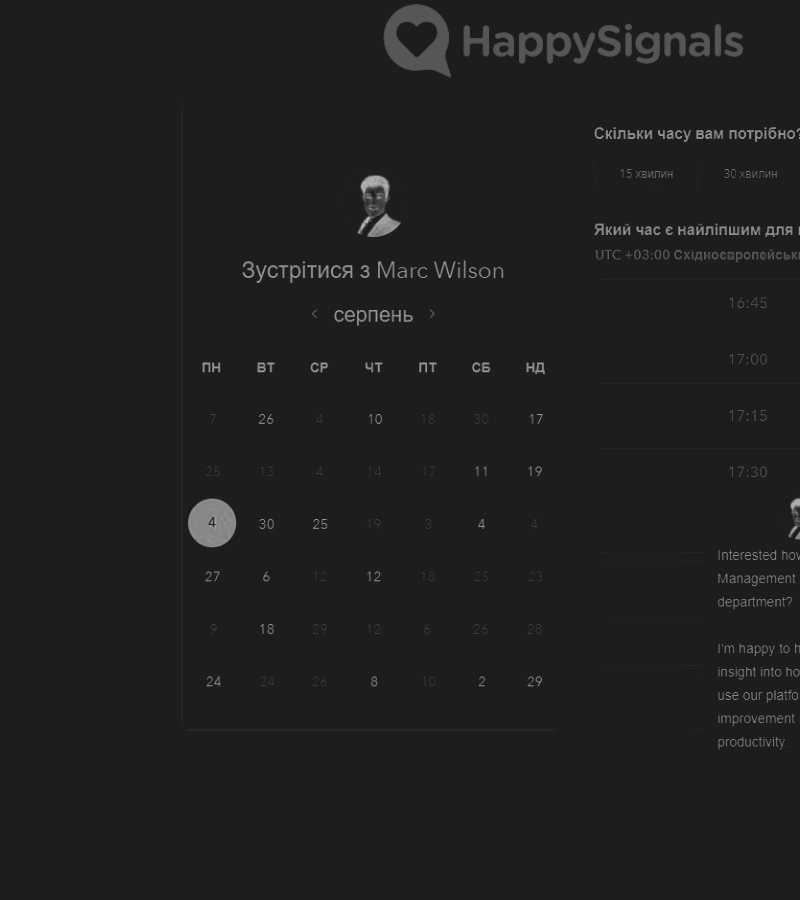 HappySignals
Зустрітися з Marc Wilson
серпень
ПН ВТ СР ЧТ ПТ СБ НД
7 26 4 10 18 30 17
25 13 4 14 17 11 19
4 30 25 19 3 4 4
27 6 12 12 18 25 23
9 18 29 12 6 26 28
24 24 26 8 10 2 29
Скільки часу вам потрібно?
15 хвилин 30 хвилин
Який час є найліпшим для
UTC +03:00 Східноєвропейськ
16:45
17:00
17:15
17:30
Interested how
Management
department?
I'm happy to h
insight into ho
use our platfo
improvement
productivity.